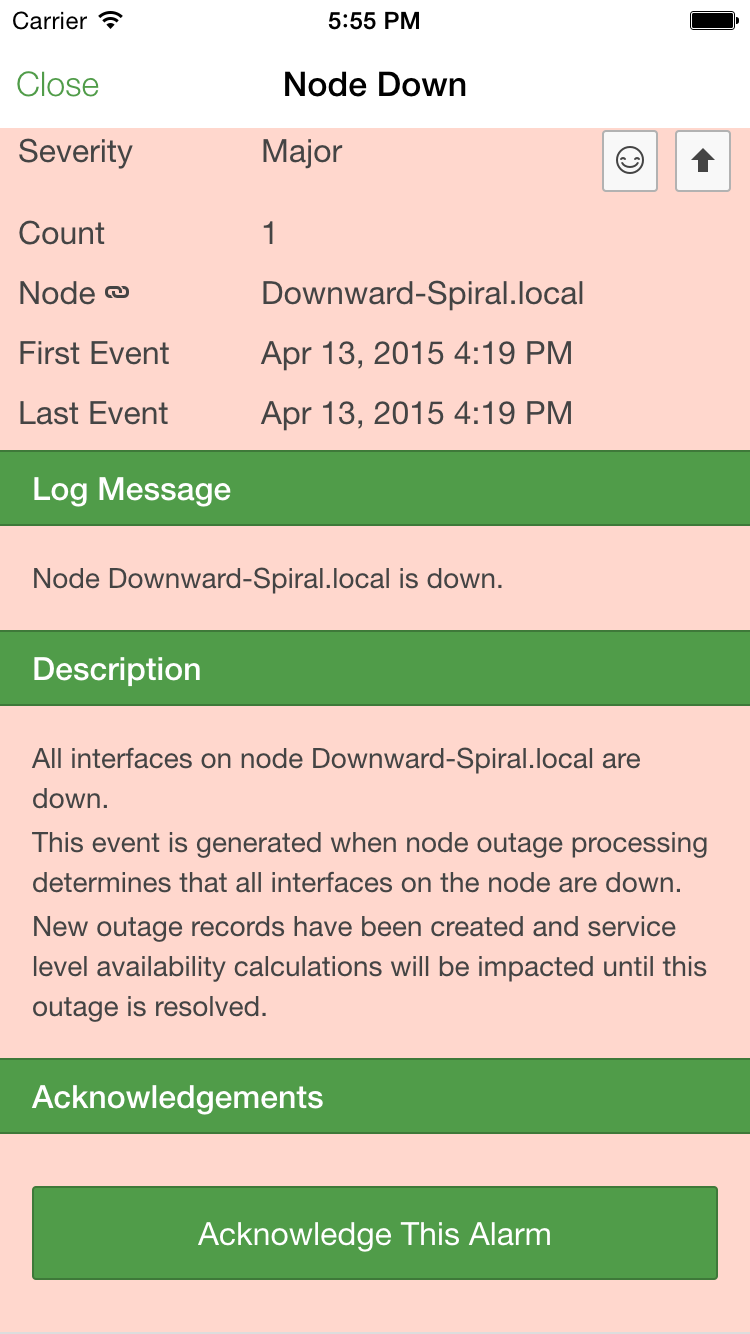 Carrier 5:55 PM
Close Node Down
Severity Major
Count 1
Node Downward-Spiral.local
First Event Apr 13, 2015 4:19 PM
Last Event Apr 13, 2015 4:19 PM
Log Message
Node Downward-Spiral.local is down.
Description
All interfaces on node Downward-Spiral.local are
down.
This event is generated when node outage processing
determines that all interfaces on the node are down.
New outage records have been created and service
level availability calculations will be impacted until this
outage is resolved.
Acknowledgements
Acknowledge This Alarm